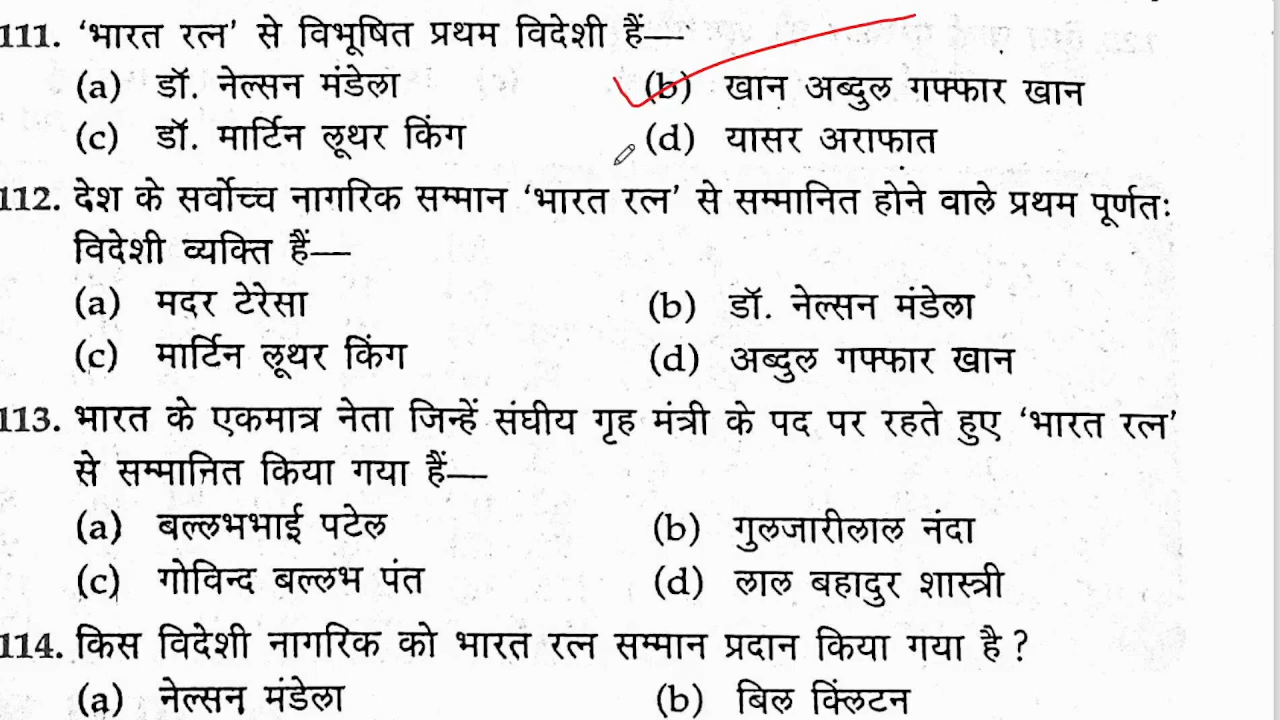 111. ‘भारत रत्न’ से विभूषित प्रथम विदेशी हैं—
(a) डॉ. नेल्सन मंडेला (b) खान अब्दुल गफ्फार खान
(c) डॉ. मार्टिन लूथर किंग (d) यासर अराफात
112. देश के सर्वोच्च नागरिक सम्मान ‘भारत रत्न’ से सम्मानित होने वाले प्रथम पूर्णतः
विदेशी व्यक्ति हैं—
(a) मदर टेरेसा (b) डॉ. नेल्सन मंडेला
(c) मार्टिन लूथर किंग (d) अब्दुल गफ्फार खान
113. भारत के एकमात्र नेता जिन्हें संघीय गृह मंत्री के पद पर रहते हुए ‘भारत रत्न’
से सम्मानित किया गया हैं—
(a) बल्लभभाई पटेल (b) गुलजारीलाल नंदा
(c) गोविन्द बल्लभ पंत (d) लाल बहादुर शास्त्री
114. किस विदेशी नागरिक को भारत रत्न सम्मान प्रदान किया गया है ?
(a) नेल्सन मंडेला (b) बिल क्लिंटन